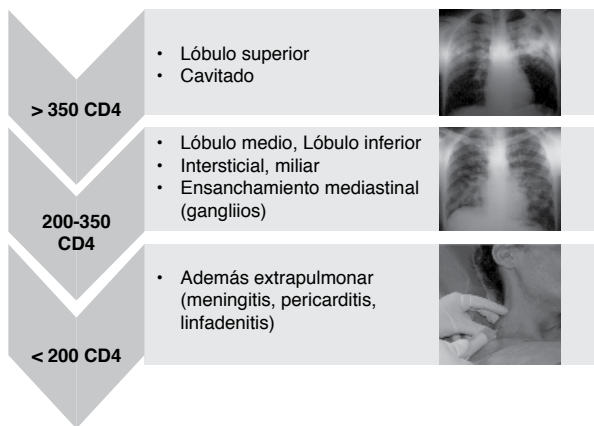 > 350 CD4
• Lóbulo superior
• Cavitado
200-350
CD4
• Lóbulo medio, Lóbulo inferior
• Intersticial, miliar
• Ensanchamiento mediastinal
(gangliios)
< 200 CD4
• Además extrapulmonar
(meningitis, pericarditis,
linfadenitis)